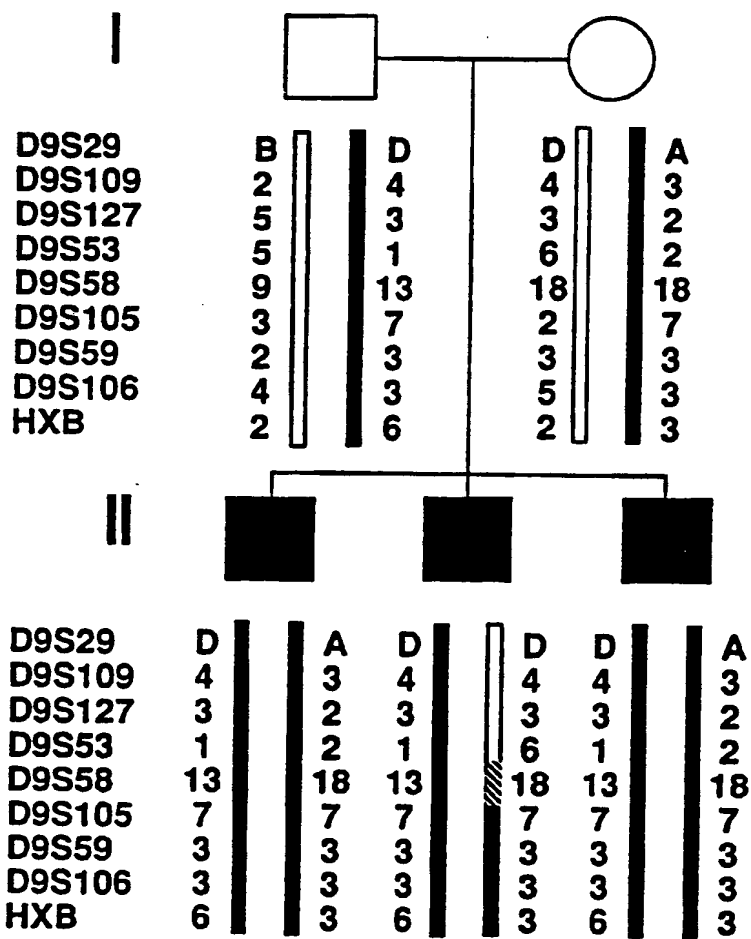 I
D9S29 B D D A
D9S109 2 4 4 3
D9S127 5 3 3 2
D9S53 5 1 6 2
D9S58 9 13 18 18
D9S105 3 7 2 7
D9S59 2 3 3 3
D9S106 4 3 5 3
HXB 2 6 2 3
II
D9S29 D A D D D A
D9S109 4 3 4 4 4 3
D9S127 3 2 3 3 3 2
D9S53 1 2 1 6 1 2
D9S58 13 18 13 18 13 18
D9S105 7 7 7 7 7 7
D9S59 3 3 3 3 3 3
D9S106 3 3 3 3 3 3
HXB 6 3 6 3 6 3